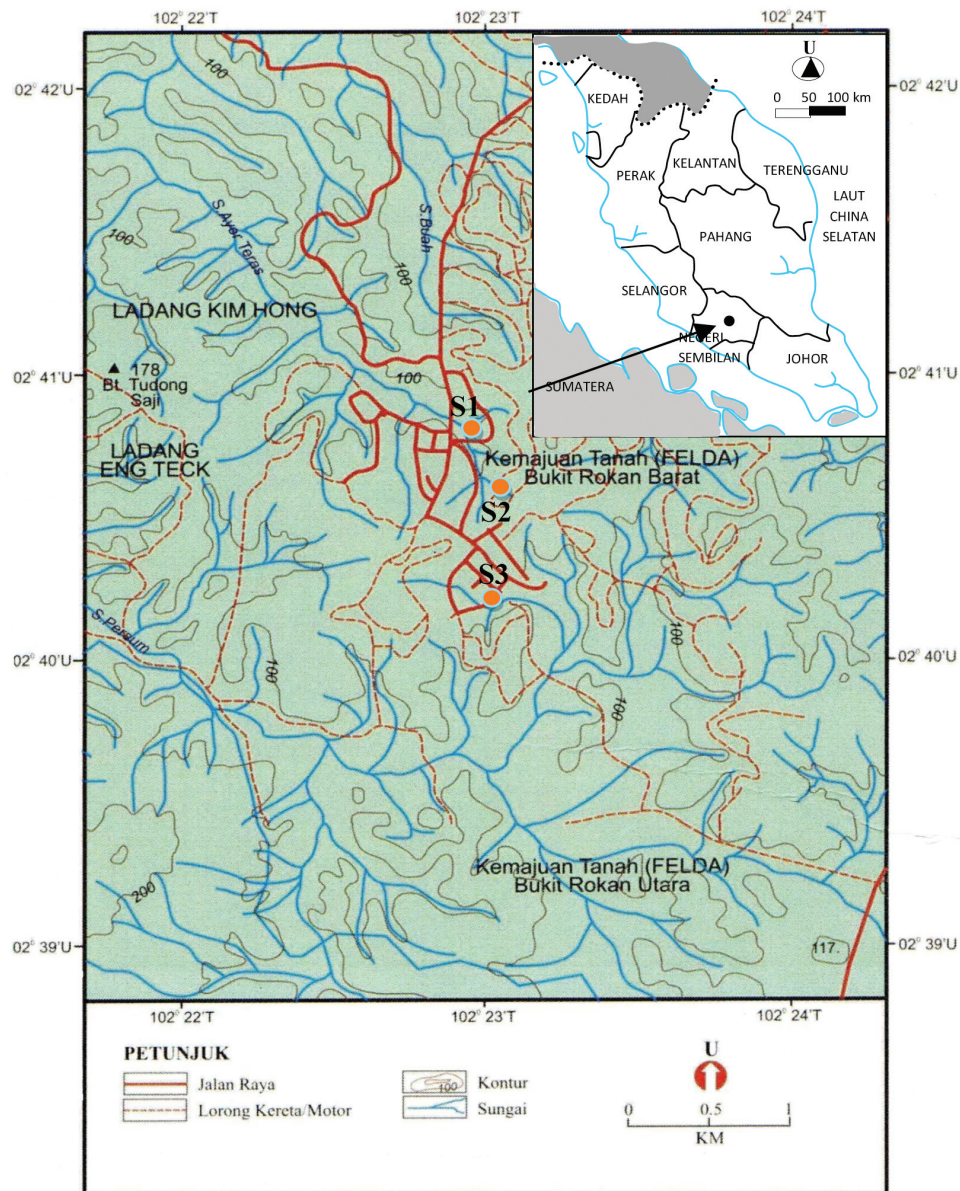 102° 22'T
102° 23'T
102° 24'T
02° 42'U
02° 42'U
U
0 50 100 km
KEDAH
KELANTAN
PERAK
TERENGGANU
LAUT
CHINA
SELATAN
PAHANG
SELANGOR
NEGERI
SEMBILAN
JOHOR
SUMATERA
100
S.Ayer Teras
S.Buah
100
100
LADANG KIM HONG
02° 41'U
02° 41'U
178
Bt. Tudong
Saji
100
S1
LADANG
ENG TECK
Kemajuan Tanah (FELDA)
Bukit Rokan Barat
S2
S3
S.Persum
02° 40'U
02° 40'U
100
100
100
Kemajuan Tanah (FELDA)
Bukit Rokan Utara
200
02° 39'U
02° 39'U
117.
102° 22'T
102° 23'T
102° 24'T
PETUNJUK
Jalan Raya
Lorong Kereta/Motor
100
Kontur
Sungai
U
0 0.5 1
KM